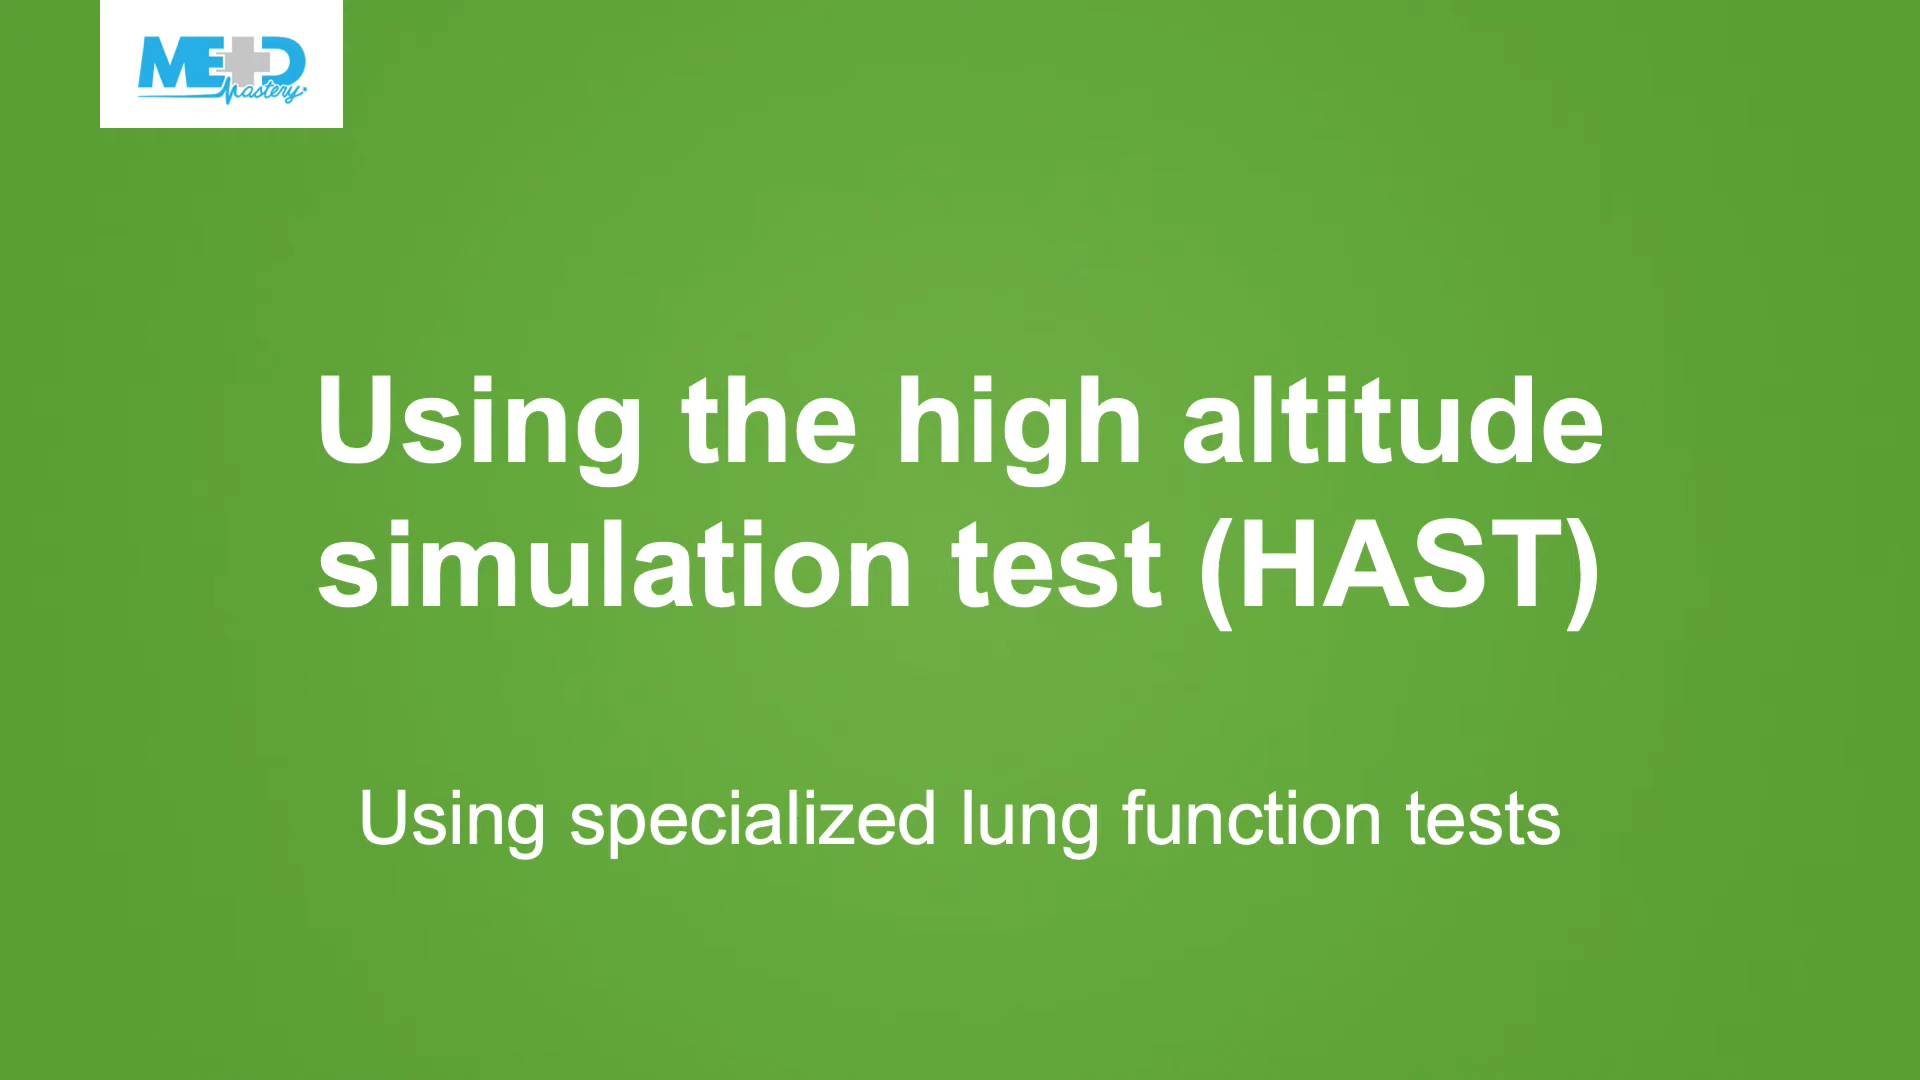 MED
Mastery
Using the high altitude
simulation test (HAST)
Using specialized lung function tests